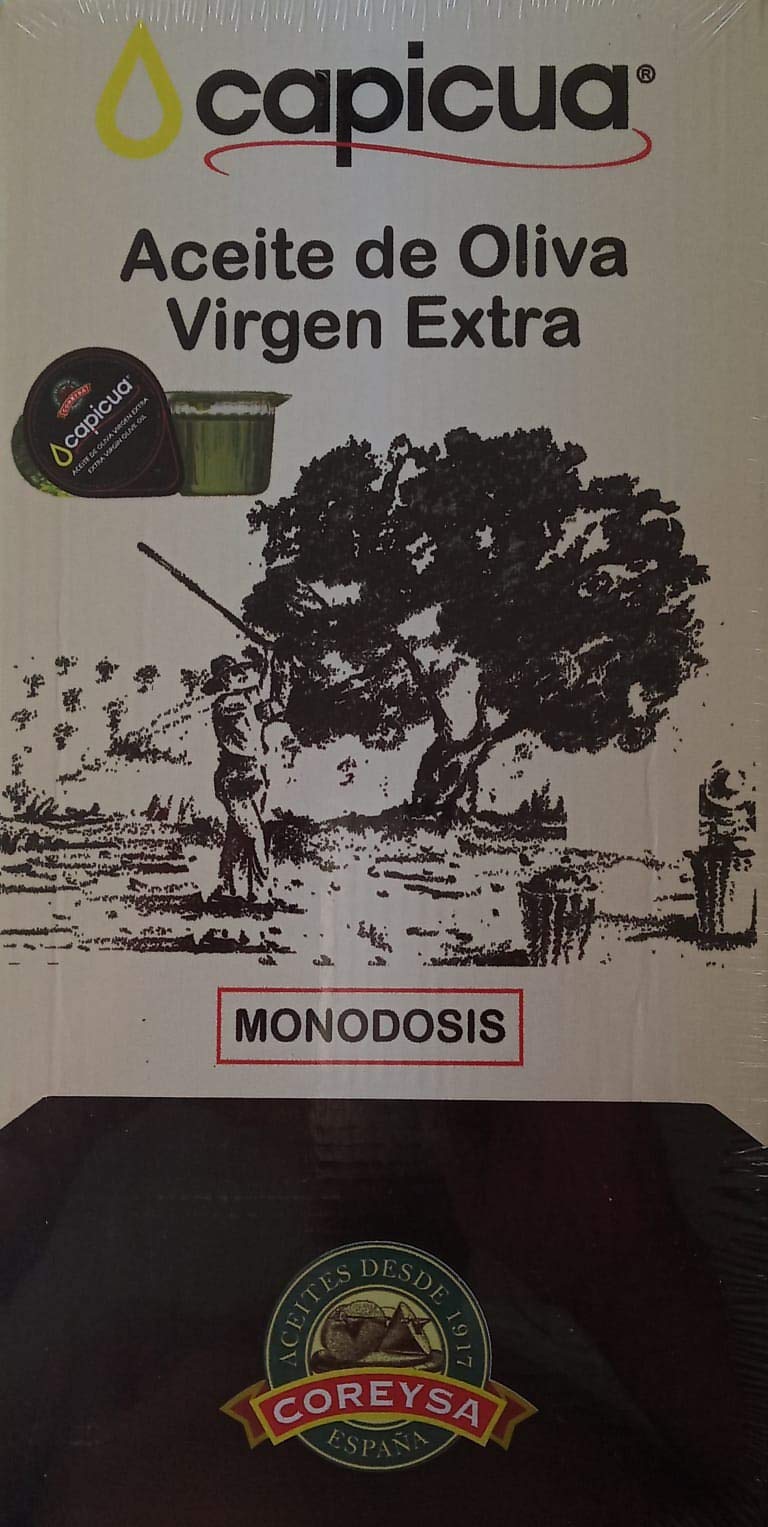 capicua®
Aceite de Oliva
Virgen Extra
COREYSA
capicua
ACEITE DE OLIVA VIRGEN EXTRA
EXTRA VIRGIN OLIVE OIL
MONODOSIS
ACEITES DESDE 1917
COREYSA
ESPAÑA